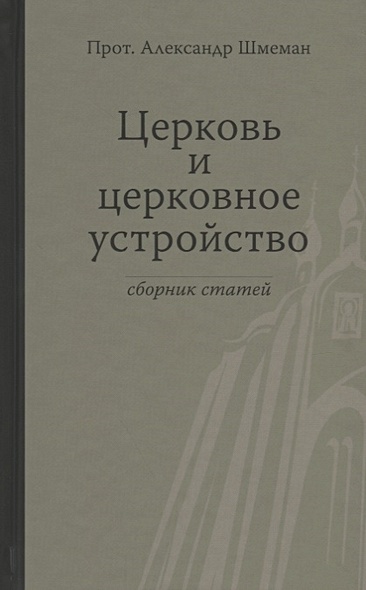 Прот. Александр Шмеман
Церковь
и
церковное
устройство
сборник статей